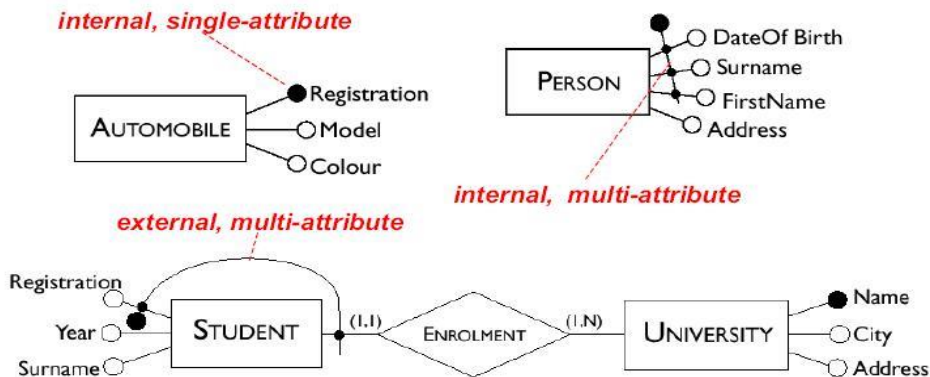 internal, single-attribute
Registration
AUTOMOBILE
Model
Colour
DateOf Birth
Surname
PERSON
FirstName
Address
internal, multi-attribute
external, multi-attribute
Registration
Year
STUDENT
Surname
(1,1)
ENROLMENT
(1,N)
UNIVERSITY
Name
City
Address